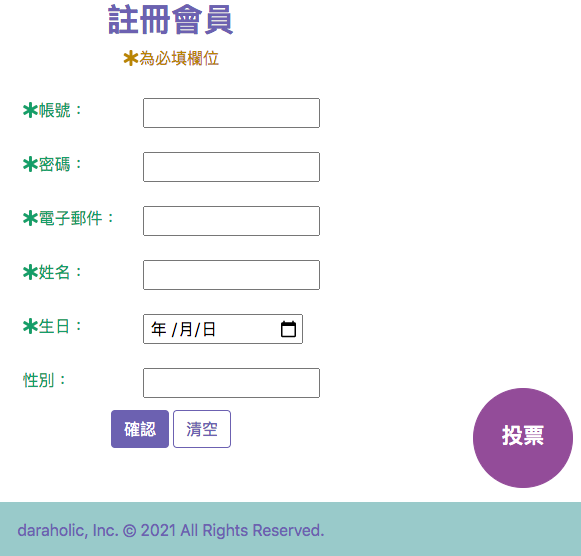 註冊會員
✱為必填欄位
✱帳號：
✱密碼：
✱電子郵件：
✱姓名：
✱生日：
年 /月/日
性別：
確認 清空
投票
daraholic, Inc. © 2021 All Rights Reserved.